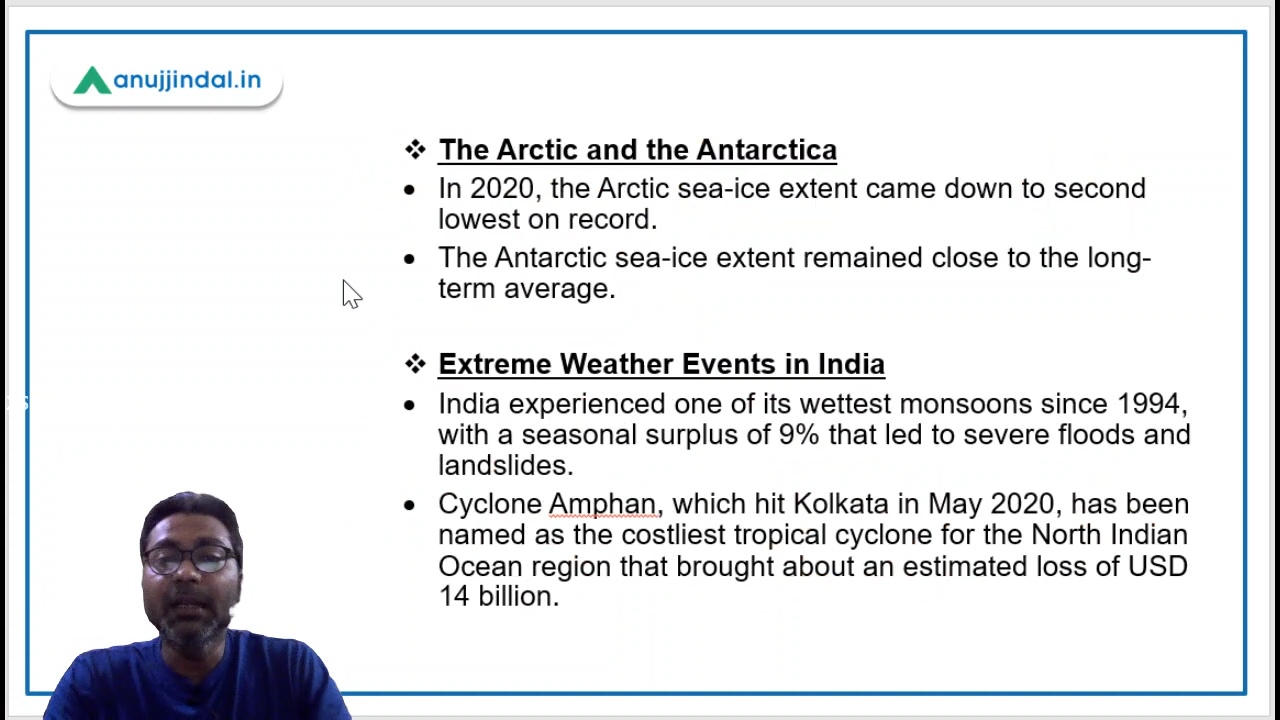 anujjindal.in
❖ The Arctic and the Antarctica
• In 2020, the Arctic sea-ice extent came down to second
lowest on record.
• The Antarctic sea-ice extent remained close to the long-
term average.
❖ Extreme Weather Events in India
• India experienced one of its wettest monsoons since 1994,
with a seasonal surplus of 9% that led to severe floods and
landslides.
• Cyclone Amphan, which hit Kolkata in May 2020, has been
named as the costliest tropical cyclone for the North Indian
Ocean region that brought about an estimated loss of USD
14 billion.